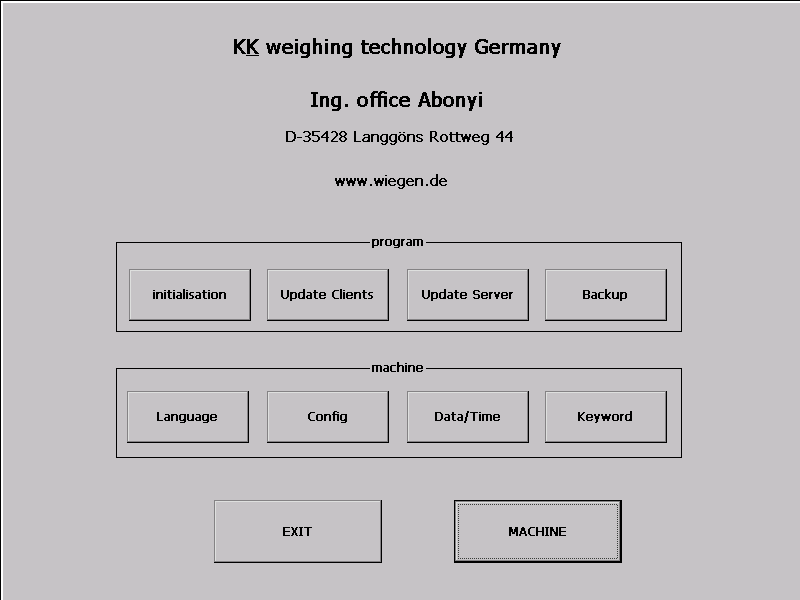 KK weighing technology Germany
Ing. office Abonyi
D-35428 Langgöns Rottweg 44
www.wiegen.de
program
initialisation Update Clients Update Server Backup
machine
Language Config Data/Time Keyword
EXIT MACHINE